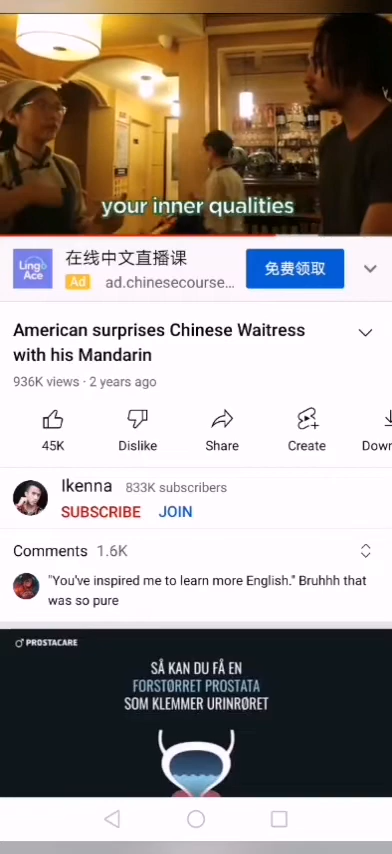 your inner qualities
LingoAce
在线中文直播课
Ad ad.chinesecourse...
免费领取
American surprises Chinese Waitress
with his Mandarin
936K views · 2 years ago
45K
Dislike
Share
Create
Down
Ikenna 833K subscribers
SUBSCRIBE JOIN
Comments 1.6K
"You've inspired me to learn more English." Bruhhh that
was so pure
PROSTACARE
SÅ KAN DU FÅ EN
FORSTØRRET PROSTATA
SOM KLEMMER URINRØRET